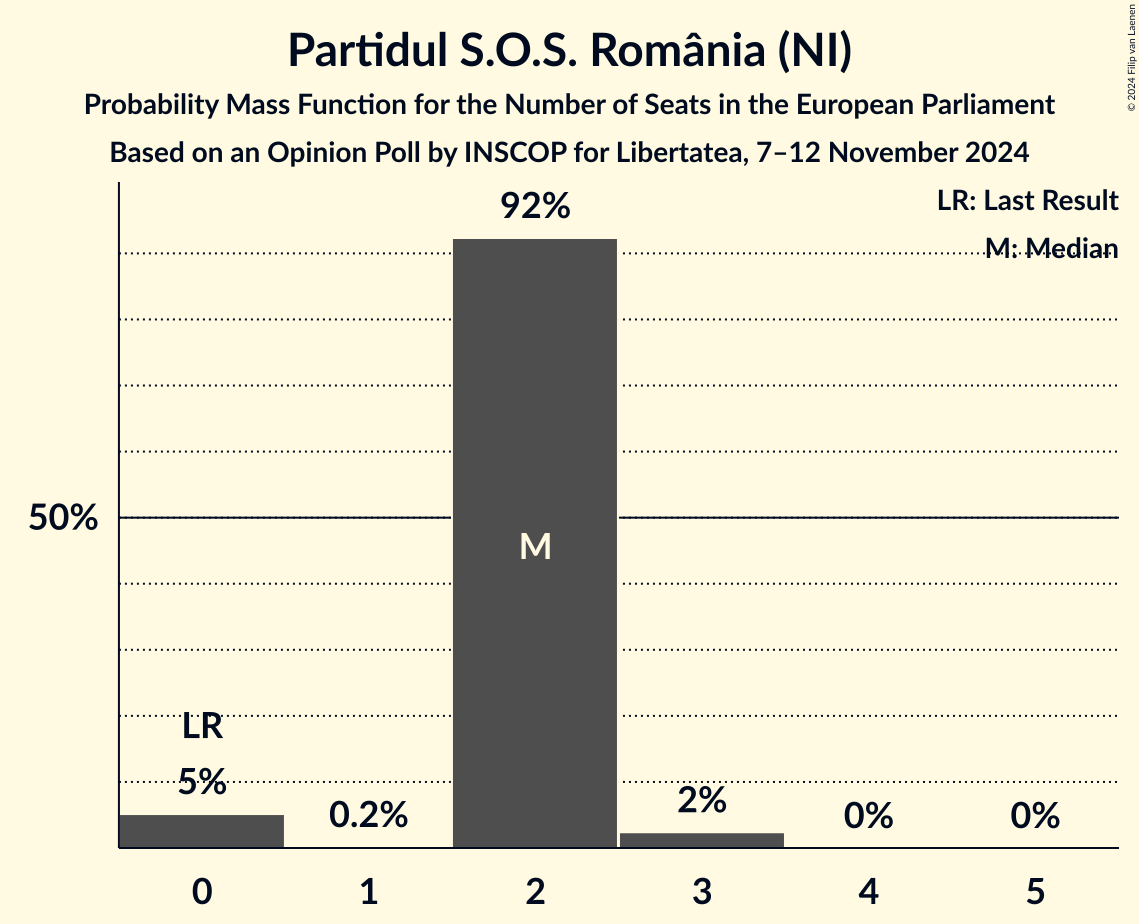 Partidul S.O.S. România (NI)
Probability Mass Function for the Number of Seats in the European Parliament
Based on an Opinion Poll by INSCOP for Libertatea, 7–12 November 2024
© 2024 Filip van Laenen
LR: Last Result
M: Median
92%
50%
M
LR
5%
0.2%
2%
0%
0%
0 1 2 3 4 5